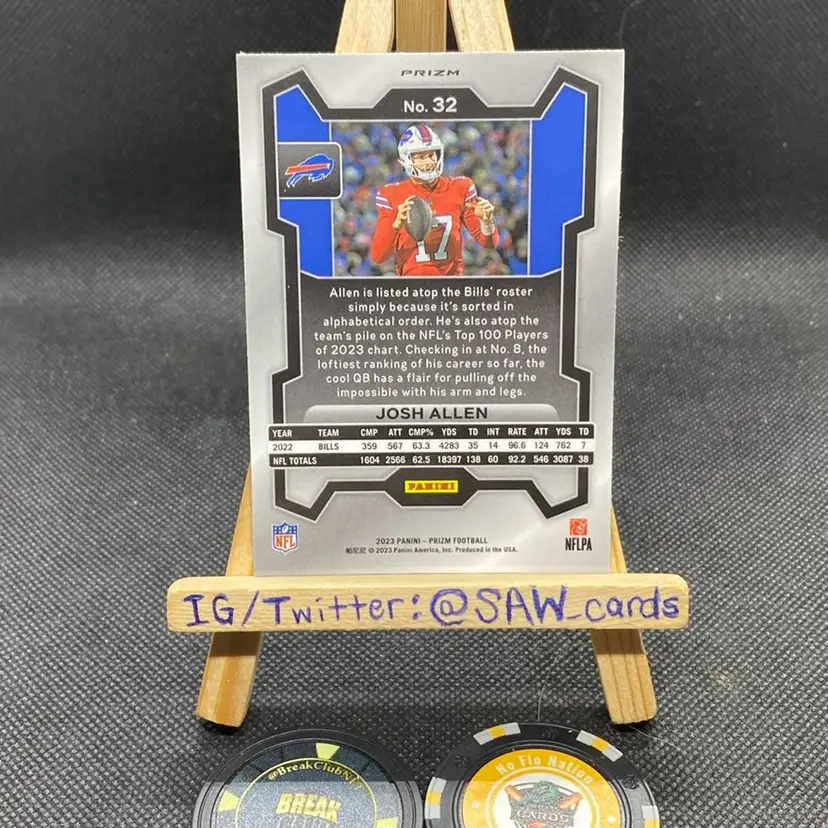 PRIZM
No. 32
17
Allen is listed atop the Bills' roster
simply because it's sorted in
alphabetical order. He's also atop the
team's pile on the NFL's Top 100 Players
of 2023 chart. Checking in at No. 8, the
loftiest ranking of his career so far, the
cool QB has a flair for pulling off the
impossible with his arm and legs.
JOSH ALLEN
YEAR TEAM CMP ATT CMP% YDS TD INT RATE ATT YDS TD
2022 BILLS 359 567 63.3 4283 35 14 96.6 124 762 7
NFL TOTALS 1604 2566 62.5 18397 138 60 92.2 546 3087 38
PANINI
NFL
2023 PANINI – PRIZM FOOTBALL
帕尼尼 © 2023 Panini America, Inc. Produced in the USA.
NFLPA
IG/Twitter: @SAW_cards
BREAK
No Flo Nation
CARDS